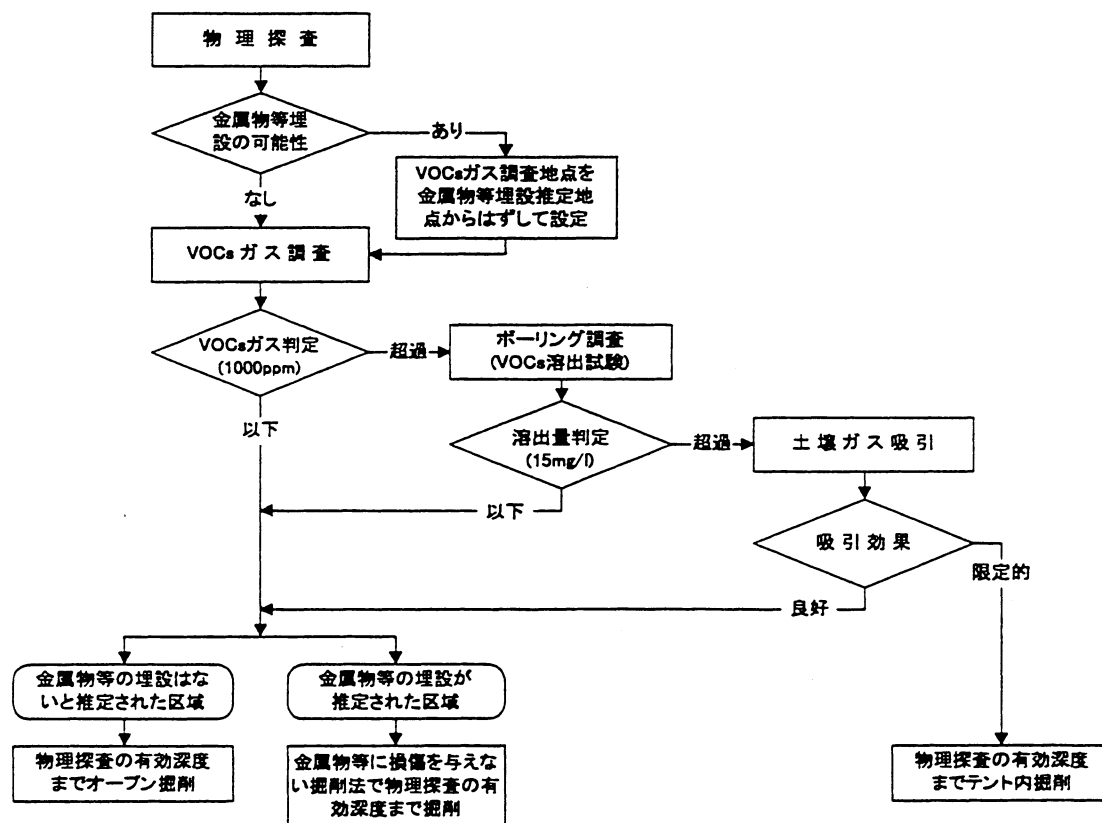 物理探査
金属物等埋
設の可能性
あり
なし
VOCsガス調査地点を
金属物等埋設推定地
点からはずして設定
VOCsガス調査
VOCsガス判定
(1000ppm)
超過
以下
ボーリング調査
(VOCs溶出試験)
溶出量判定
(15mg/l)
超過
以下
土壌ガス吸引
吸引効果
限定的
良好
金属物等の埋設はな
いと推定された区域
金属物等の埋設が
推定された区域
物理探査の有効深度
までオープン掘削
金属物等に損傷を与えな
い掘削法で物理探査の有
効深度まで掘削
物理探査の有効深度
までテント内掘削